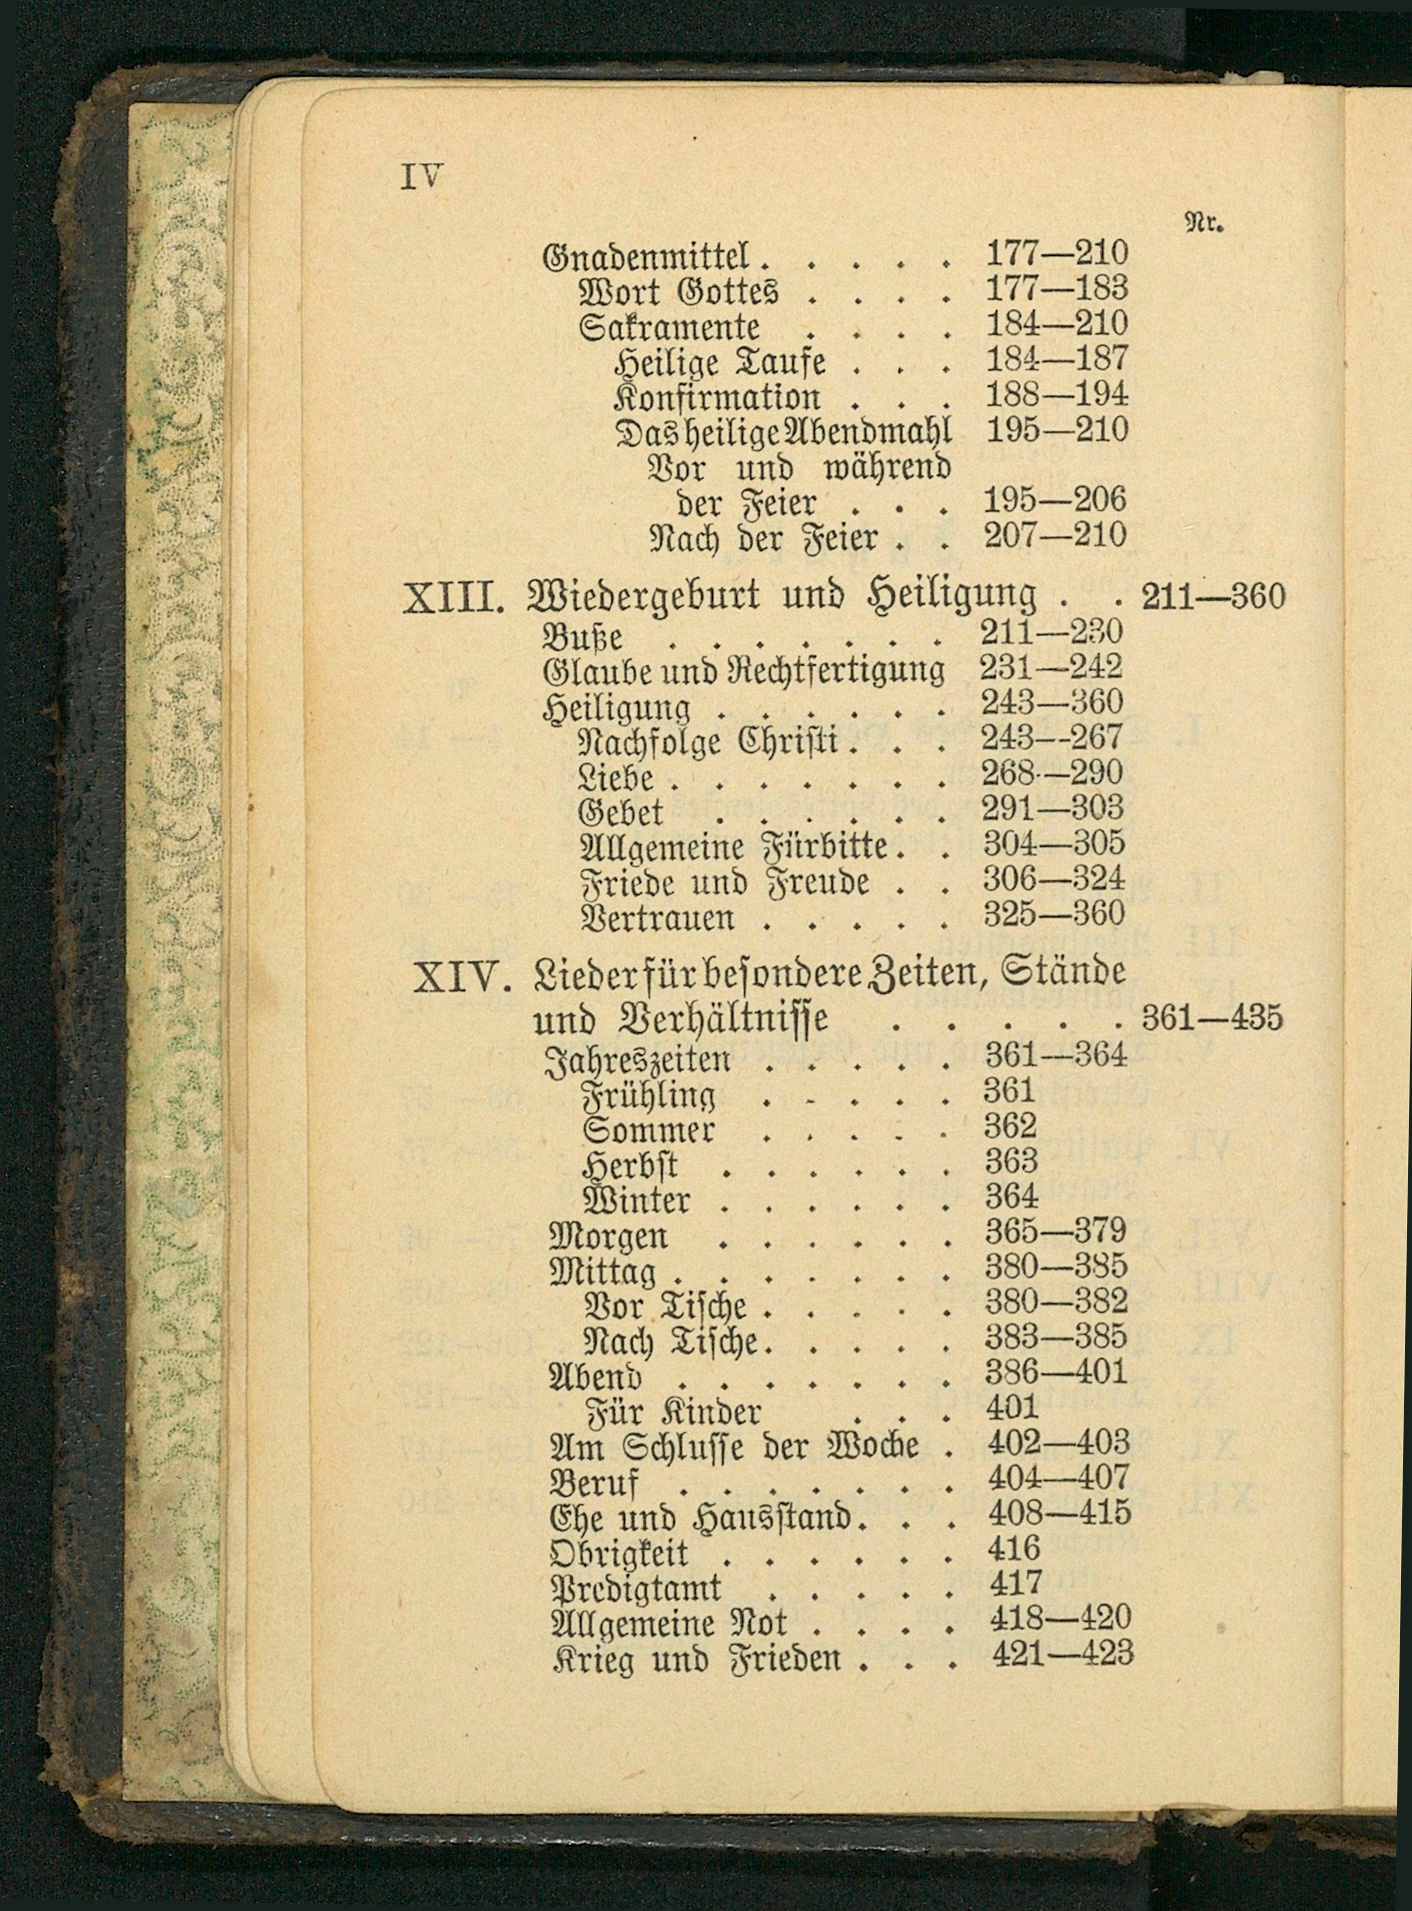 IV
Nr.
Gnadenmittel . . . . . 177—210
Wort Gottes . . . . 177—183
Sakramente . . . . 184—210
Heilige Taufe . . . 184—187
Konfirmation . . . 188—194
Das heilige Abendmahl 195—210
Vor und während
der Feier . . . 195—206
Nach der Feier . . 207—210
XIII. Wiedergeburt und Heiligung . . 211—360
Buße . . . . . . . 211—230
Glaube und Rechtfertigung 231—242
Heiligung . . . . . . 243—360
Nachfolge Christi . . . 243—267
Liebe . . . . . . . 268—290
Gebet . . . . . . 291—303
Allgemeine Fürbitte . . 304—305
Friede und Freude . . 306—324
Vertrauen . . . . . 325—360
XIV. Lieder für besondere Zeiten, Stände
und Verhältnisse . . . . . 361—435
Jahreszeiten . . . . . 361—364
Frühling . . . . . 361
Sommer . . . . . 362
Herbst . . . . . . 363
Winter . . . . . . 364
Morgen . . . . . . 365—379
Mittag . . . . . . . 380—385
Vor Tische . . . . . 380—382
Nach Tische . . . . . 383—385
Abend . . . . . . . 386—401
Für Kinder . . . 401
Am Schlusse der Woche . 402—403
Beruf . . . . . . . 404—407
Ehe und Hausstand . . . 408—415
Obrigkeit . . . . . . 416
Predigtamt . . . . . 417
Allgemeine Not . . . . 418—420
Krieg und Frieden . . . 421—423